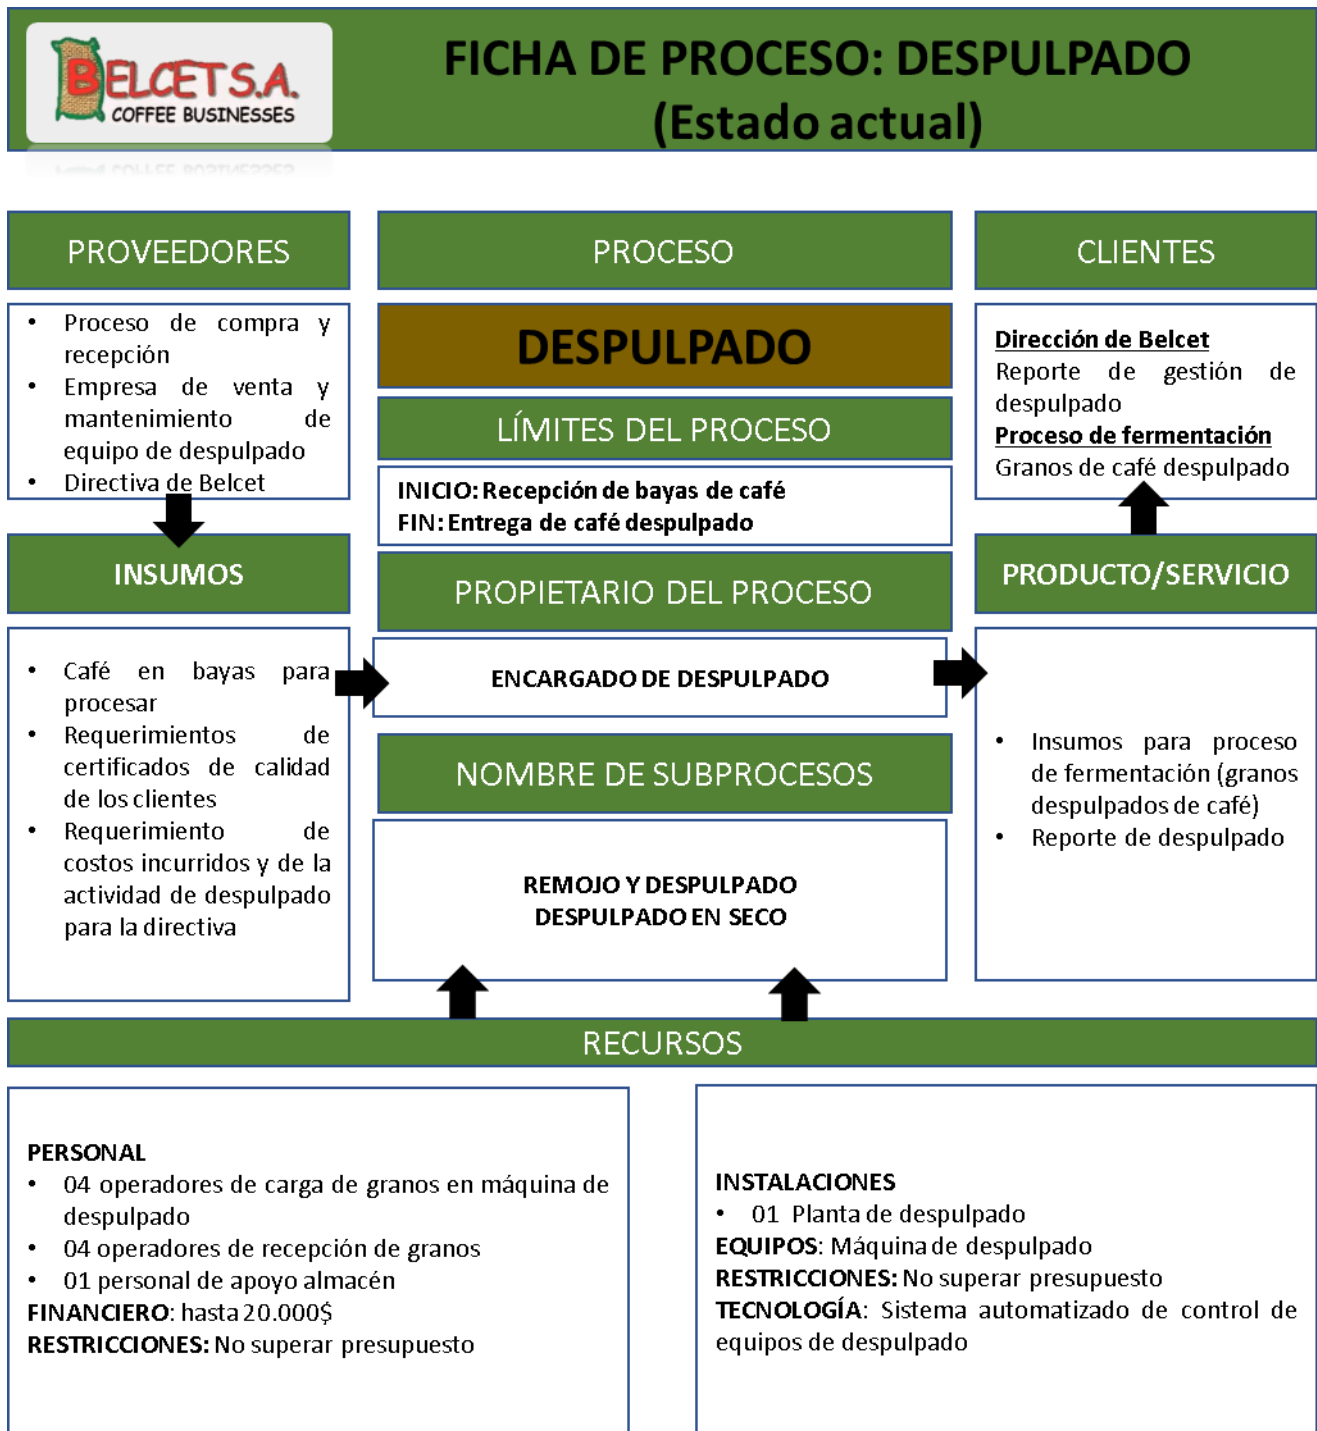 BELCET S.A.
COFFEE BUSINESSES
FICHA DE PROCESO: DESPULPADO
(Estado actual)
PROVEEDORES
• Proceso de compra y
recepción
• Empresa de venta y
mantenimiento de
equipo de despulpado
• Directiva de Belcet
INSUMOS
• Café en bayas para
procesar
• Requerimientos de
certificados de calidad
de los clientes
• Requerimiento de
costos incurridos y de la
actividad de despulpado
para la directiva
PROCESO
DESPULPADO
LÍMITES DEL PROCESO
INICIO: Recepción de bayas de café
FIN: Entrega de café despulpado
PROPIETARIO DEL PROCESO
ENCARGADO DE DESPULPADO
NOMBRE DE SUBPROCESOS
REMOJO Y DESPULPADO
DESPULPADO EN SECO
CLIENTES
Dirección de Belcet
Reporte de gestión de
despulpado
Proceso de fermentación
Granos de café despulpado
PRODUCTO/SERVICIO
• Insumos para proceso
de fermentación (granos
despulpados de café)
• Reporte de despulpado
RECURSOS
PERSONAL
• 04 operadores de carga de granos en máquina de
despulpado
• 04 operadores de recepción de granos
• 01 personal de apoyo almacén
FINANCIERO: hasta 20.000$
RESTRICCIONES: No superar presupuesto
INSTALACIONES
• 01 Planta de despulpado
EQUIPOS: Máquina de despulpado
RESTRICCIONES: No superar presupuesto
TECNOLOGÍA: Sistema automatizado de control de
equipos de despulpado